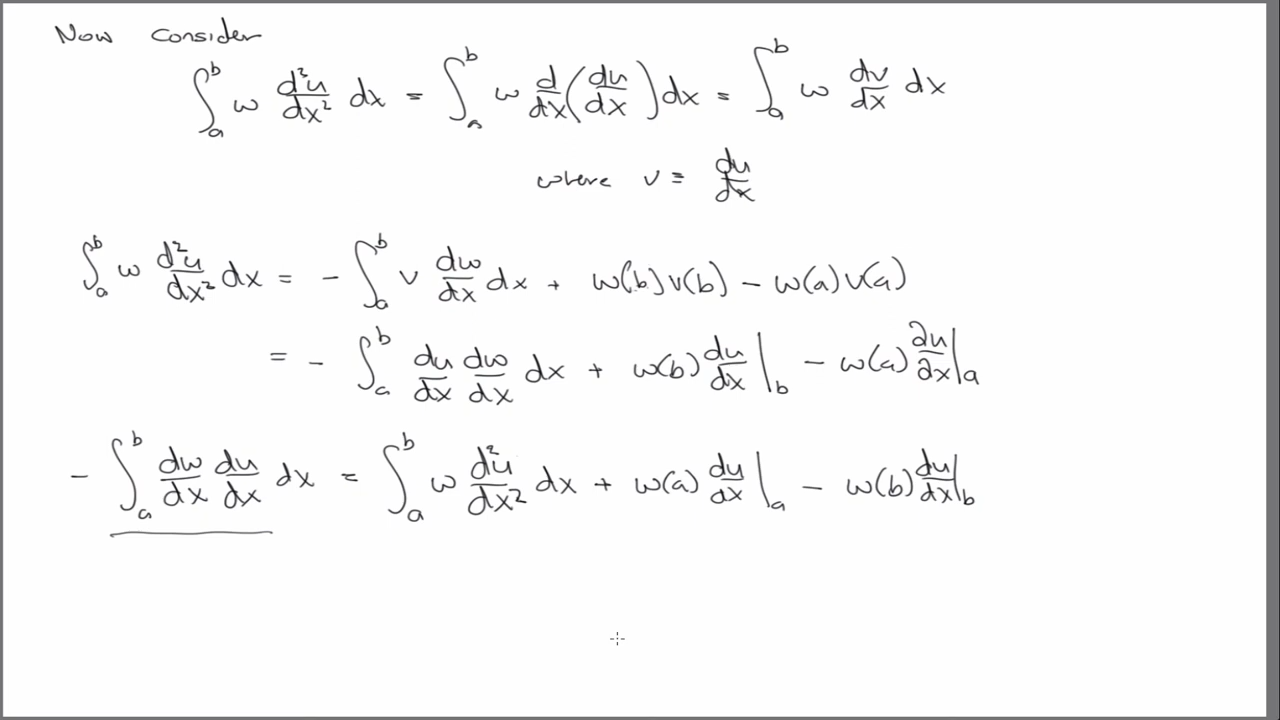 Now consider
∫_a^b w d²u/dx² dx = ∫_a^b w d/dx (du/dx) dx = ∫_a^b w dv/dx dx
where v ≡ du/dx
∫_a^b w d²u/dx² dx = - ∫_a^b v dw/dx dx + w(b)v(b) - w(a)v(a)
= - ∫_a^b du/dx dw/dx dx + w(b) du/dx |_b - w(a) ∂u/∂x |_a
- ∫_a^b dw/dx du/dx dx = ∫_a^b w d²u/dx² dx + w(a) du/dx |_a - w(b) du/dx |_b